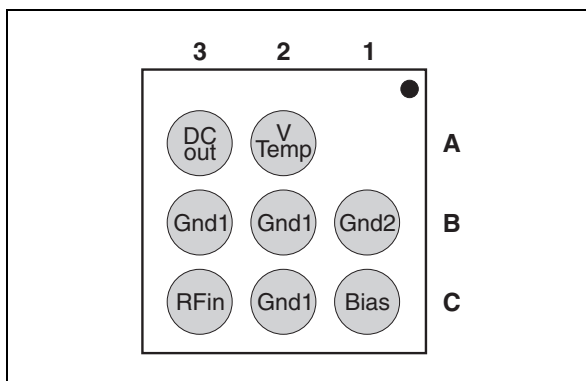 3 2 1
DC
out
V
Temp
A
Gnd1 Gnd1 Gnd2 B
RFin Gnd1 Bias C